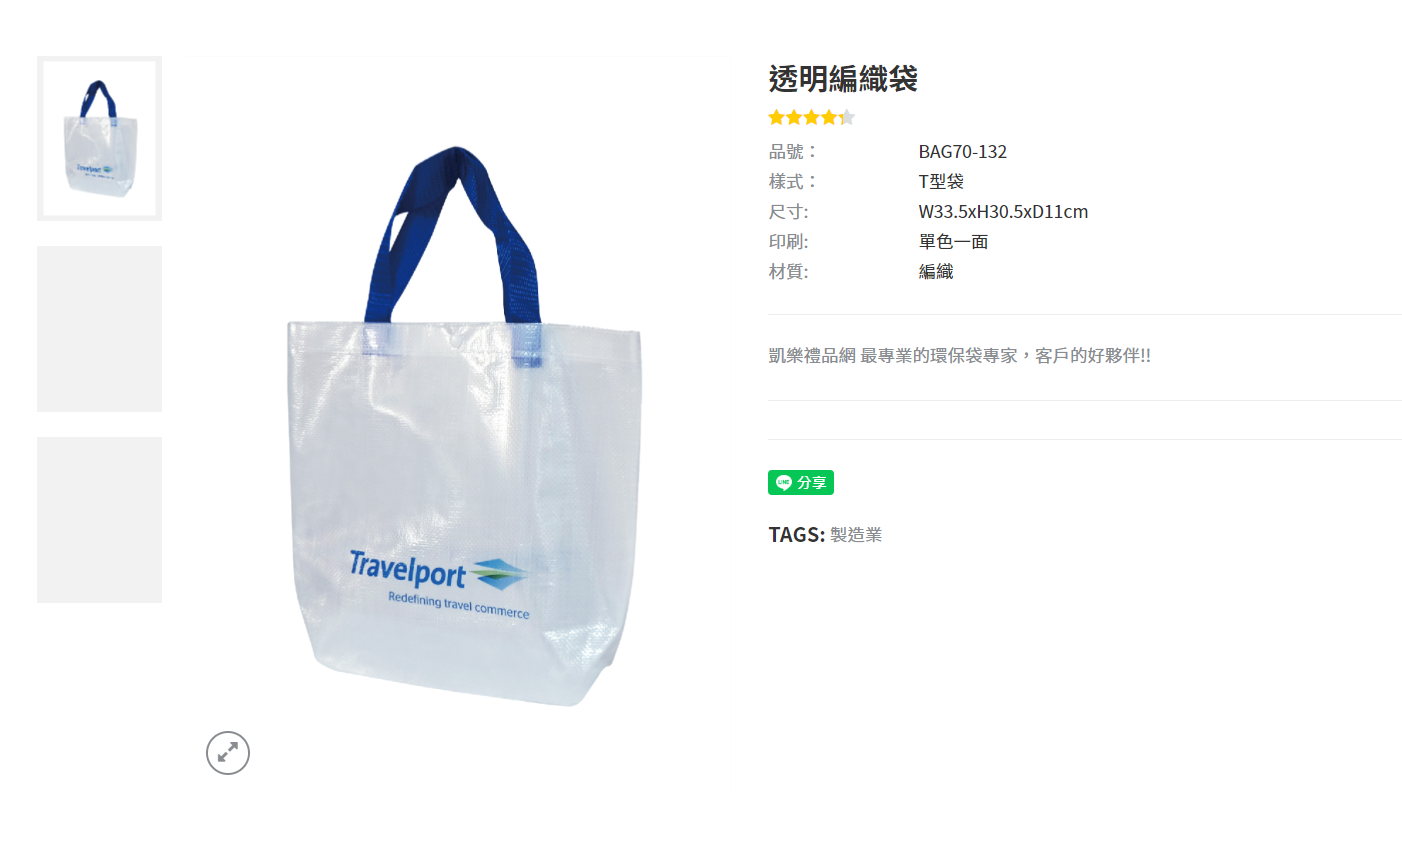 透明編織袋
品號： BAG70-132
樣式： T型袋
尺寸: W33.5xH30.5xD11cm
印刷: 單色一面
材質: 編織
凱樂禮品網 最專業的環保袋專家，客戶的好夥伴!!
LINE 分享
TAGS: 製造業
Travelport
Redefining travel commerce